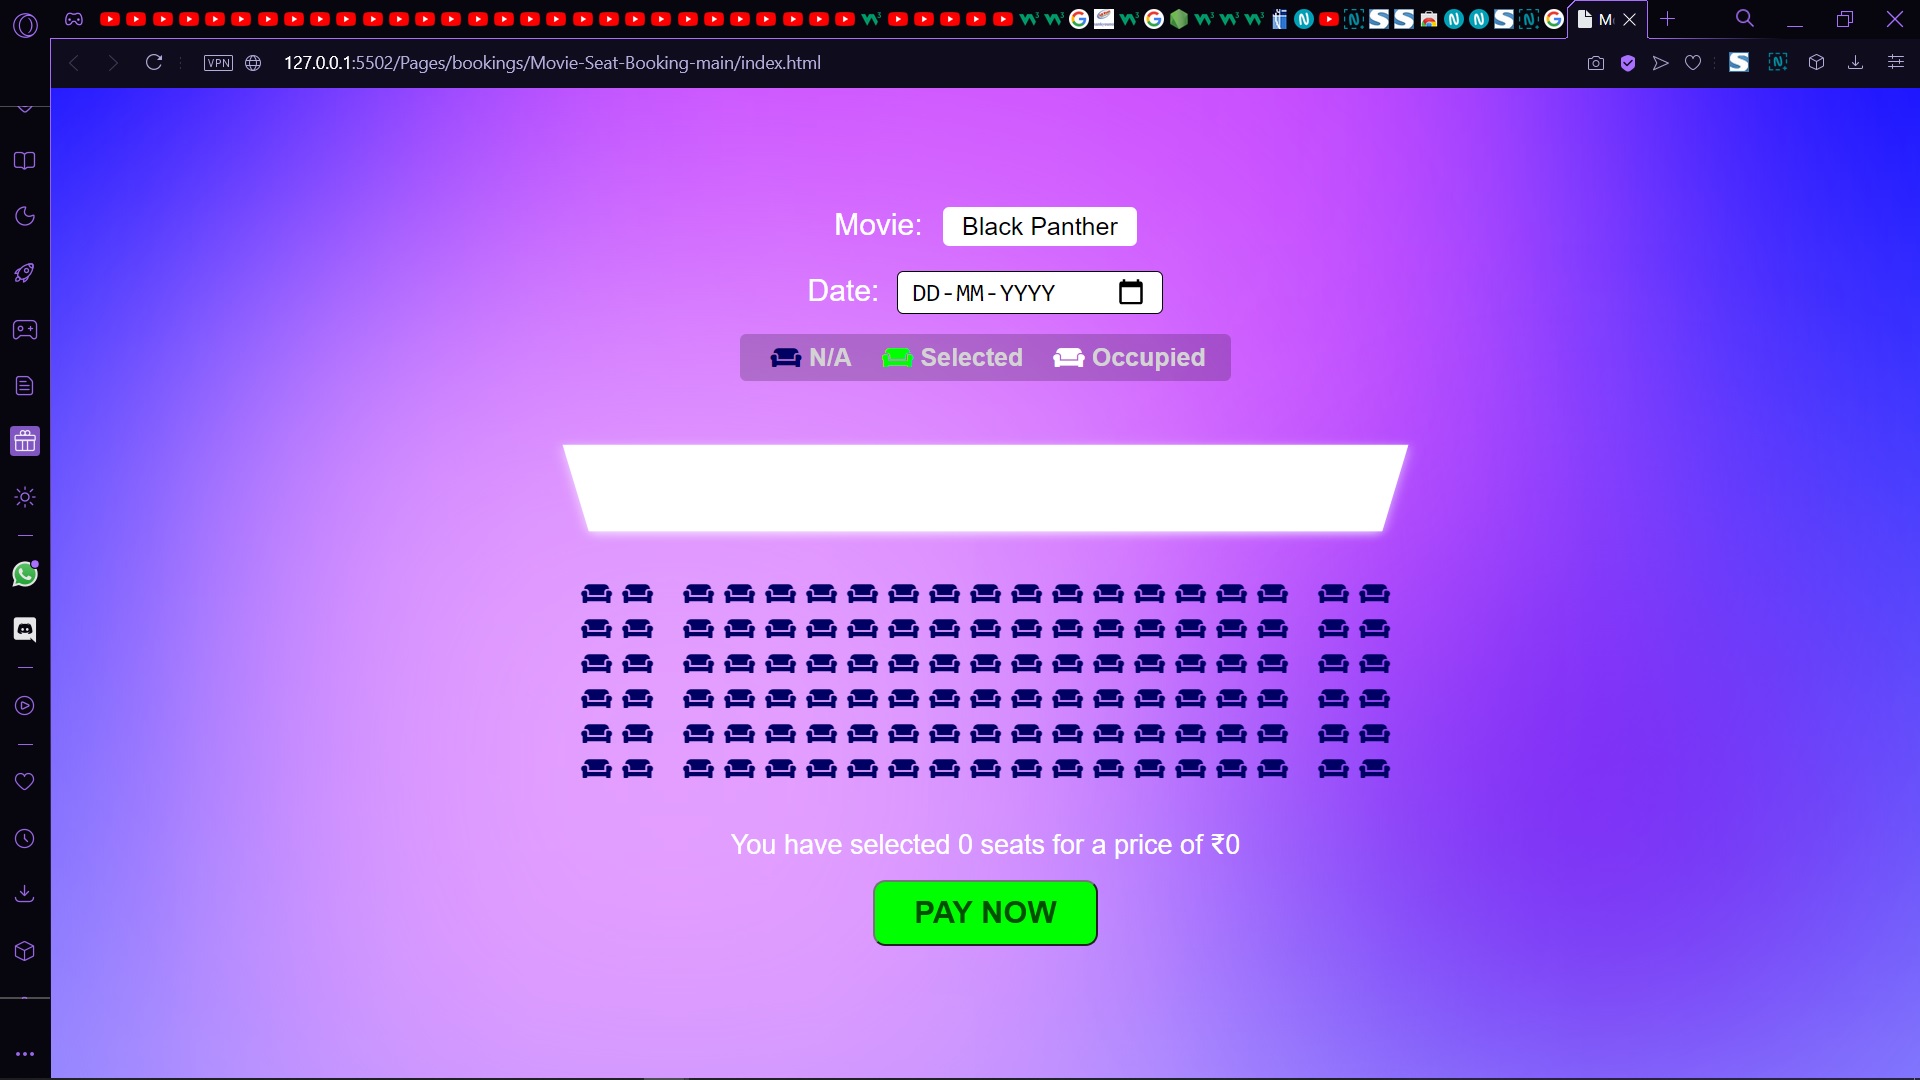 M
VPN
127.0.0.1:5502/Pages/bookings/Movie-Seat-Booking-main/index.html
Movie: Black Panther
Date: DD-MM-YYYY
N/A Selected Occupied
You have selected 0 seats for a price of ₹0
PAY NOW